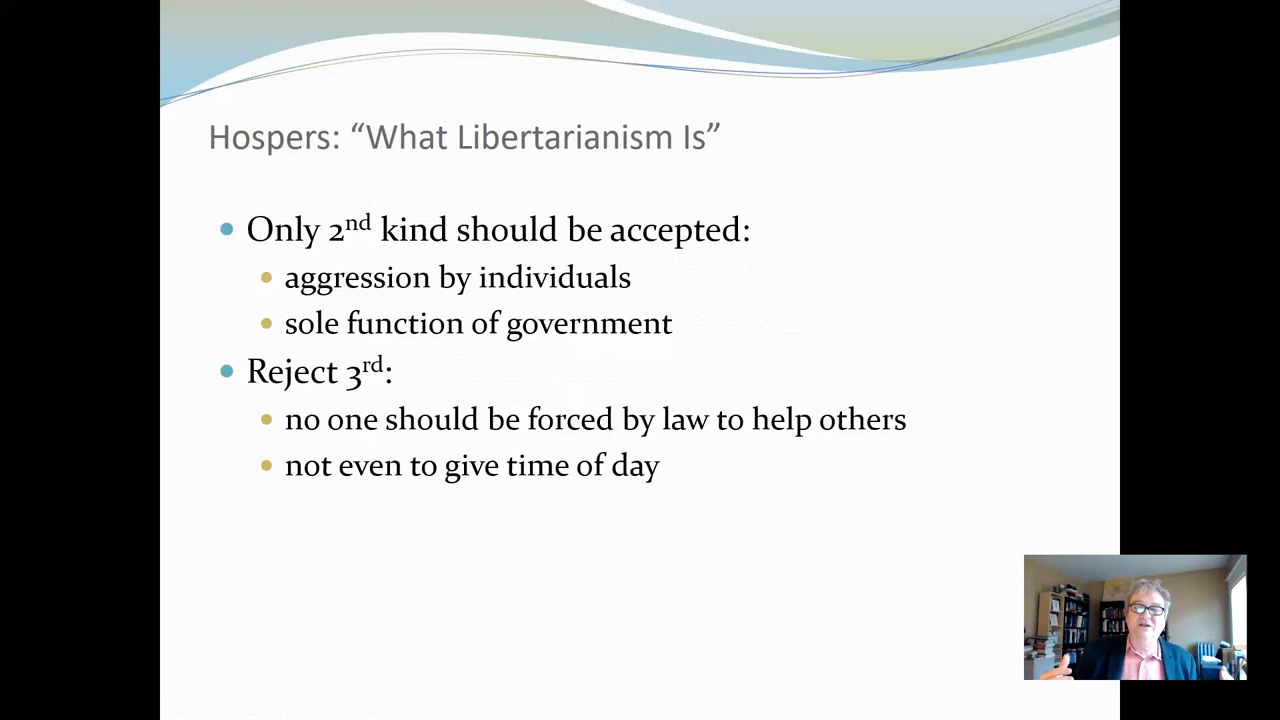 Hospers: “What Libertarianism Is”
Only 2nd kind should be accepted:
aggression by individuals
sole function of government
Reject 3rd:
no one should be forced by law to help others
not even to give time of day